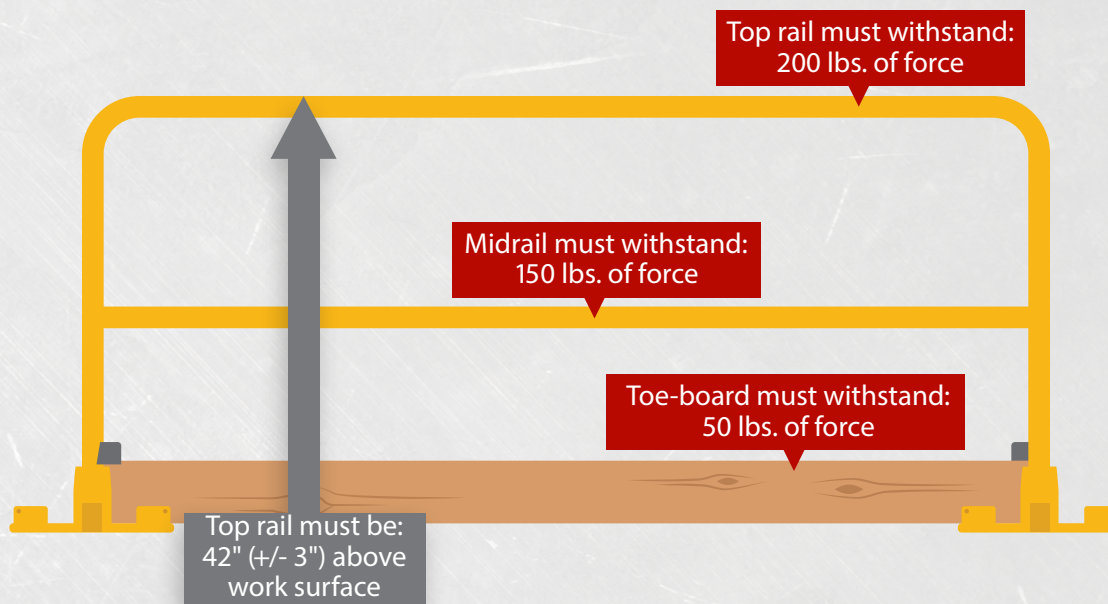 Top rail must withstand:
200 lbs. of force
Midrail must withstand:
150 lbs. of force
Toe-board must withstand:
50 lbs. of force
Top rail must be:
42" (+/- 3") above
work surface